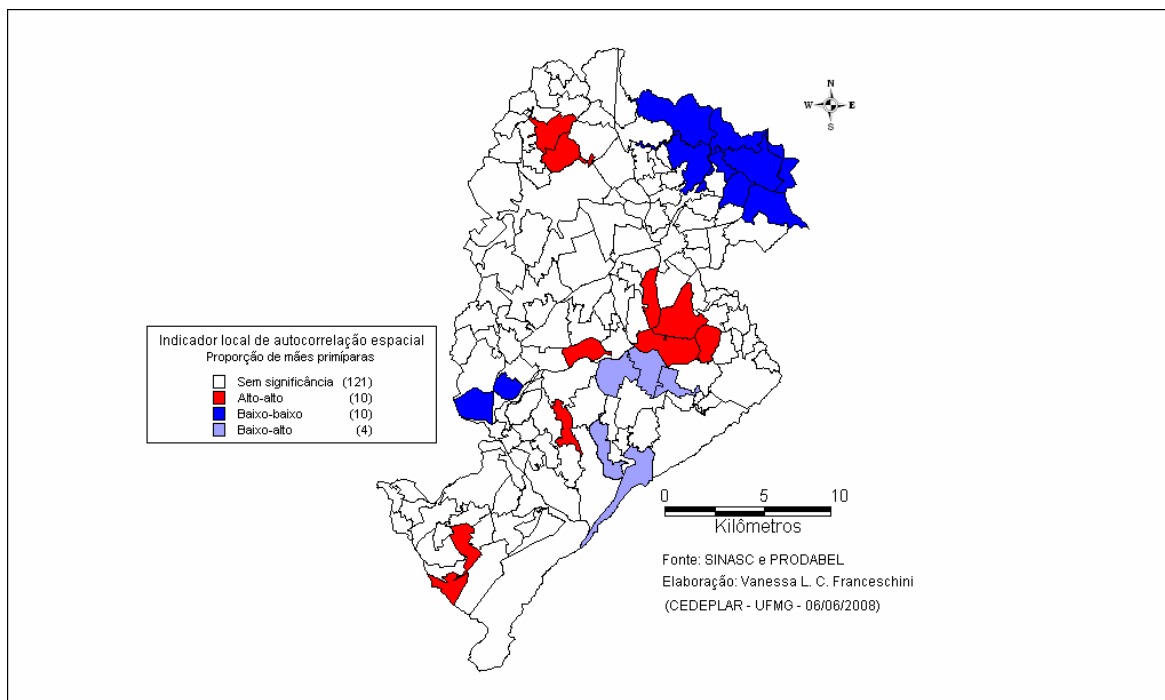 N
W E
S
Indicador local de autocorrelação espacial
Proporção de mães primíparas
Sem significância (121)
Alto-alto (10)
Baixo-baixo (10)
Baixo-alto (4)
0 5 10
Kilômetros
Fonte: SINASC e PRODABEL
Elaboração: Vanessa L. C. Franceschini
(CEDEPLAR - UFMG - 06/06/2008)